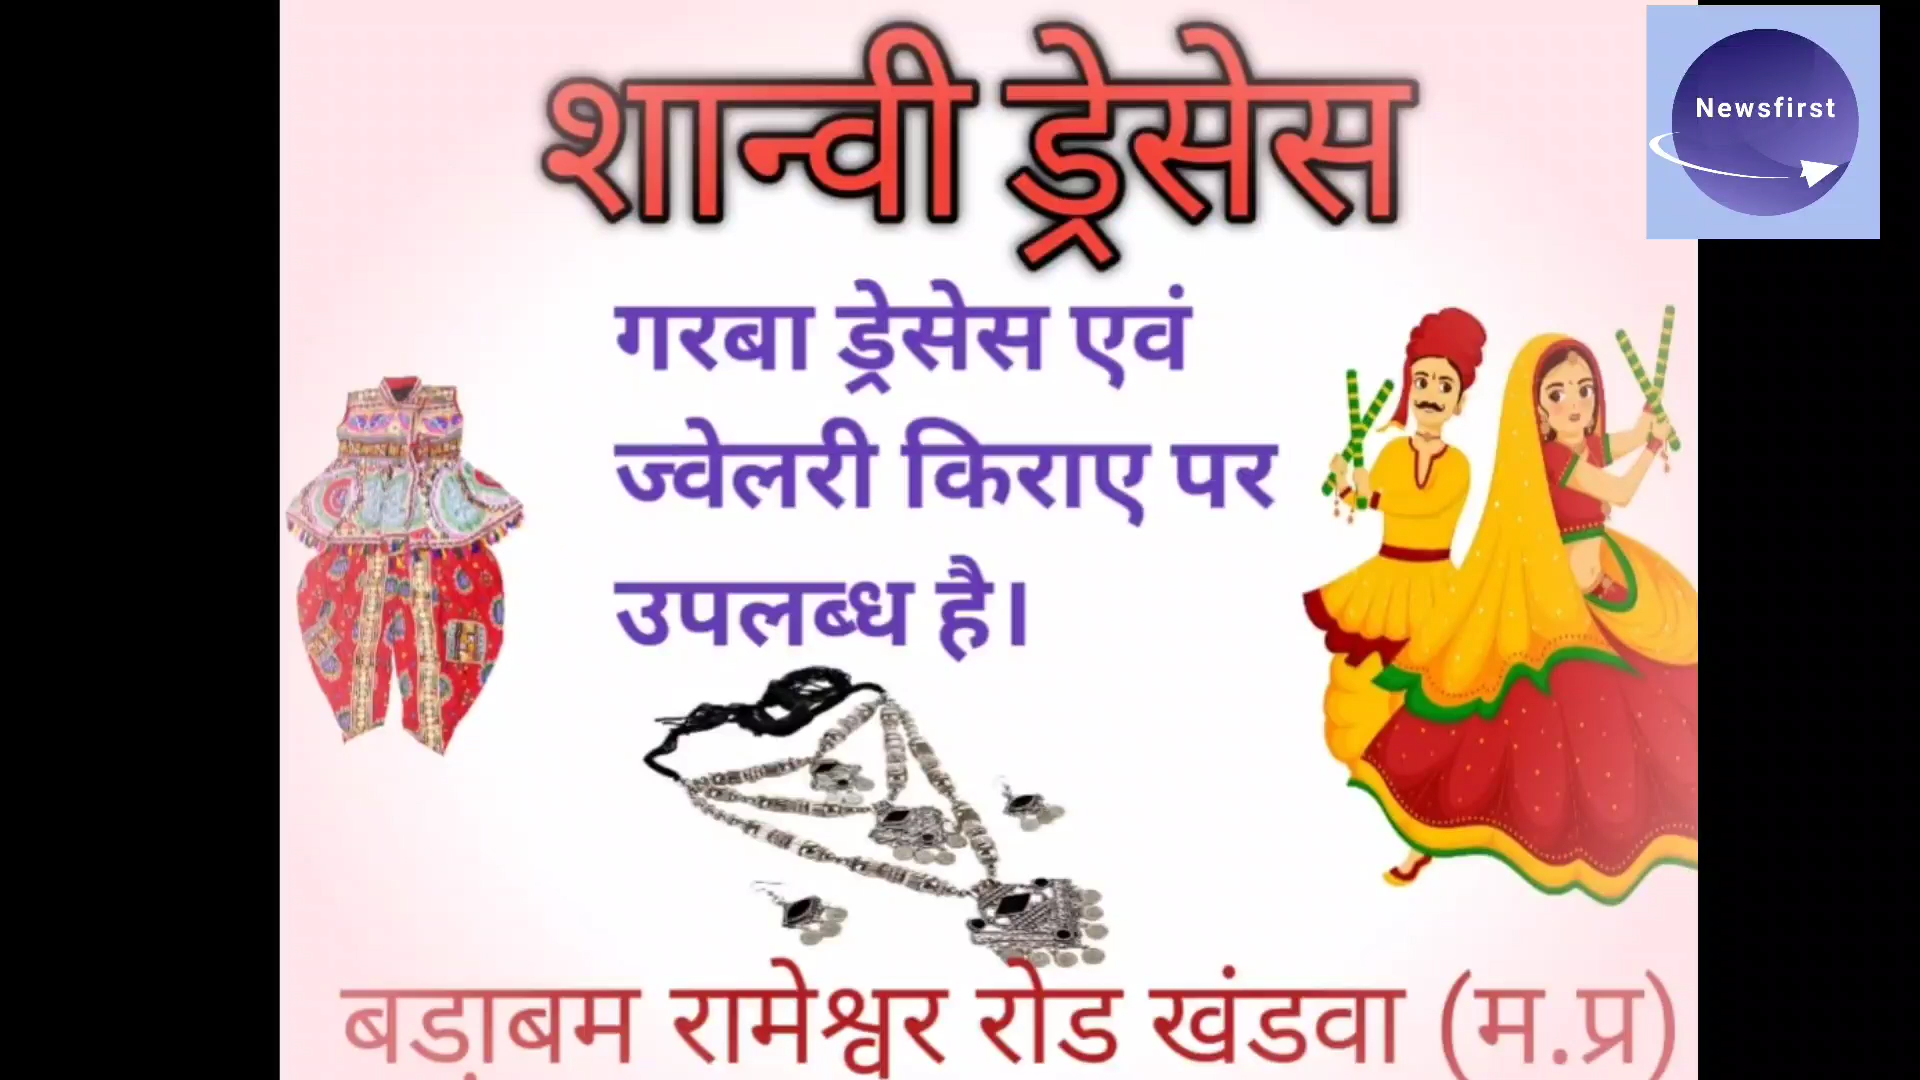 शान्वी ड्रेसेस
Newsfirst
गरबा ड्रेसेस एवं
ज्वेलरी किराए पर
उपलब्ध है।
बडाबम रामेश्वर रोड खंडवा (म.प्र)